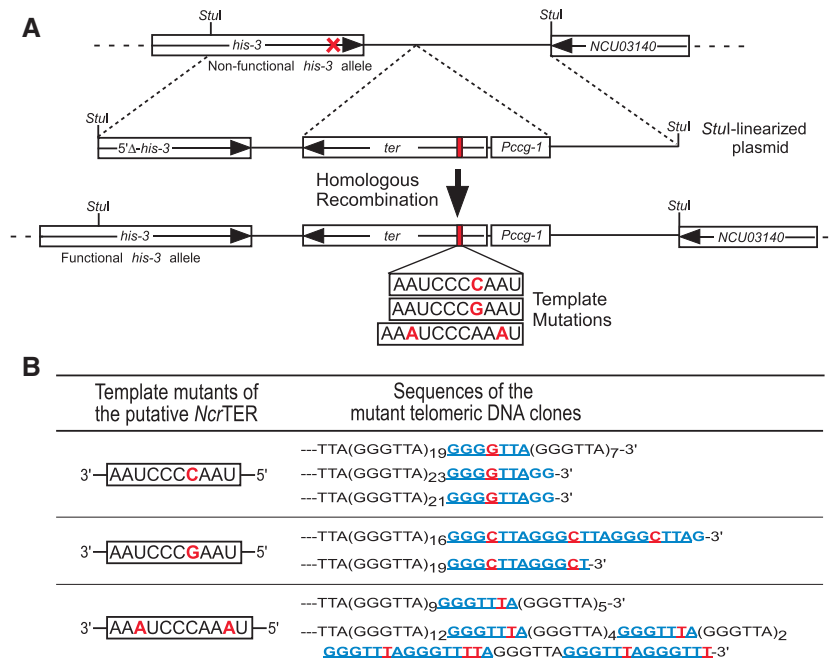 A
StuI
StuI
his-3
NCU03140
Non-functional his-3 allele
StuI
StuI
5'Δ-his-3
ter
Pccg-1
StuI-linearized
plasmid
Homologous
Recombination
StuI
StuI
his-3
ter
Pccg-1
NCU03140
Functional his-3 allele
AAUCCCCAAU
AAUCCCGAAU
AAAUCCCAAAU
Template
Mutations
B
Template mutants of
the putative NcrTER
Sequences of the
mutant telomeric DNA clones
3'-AAUCCCCAAU-5'
---TTA(GGGTTA)19GGGGTTA(GGGTTA)7-3'
---TTA(GGGTTA)23GGGGTTAGG-3'
---TTA(GGGTTA)21GGGGTTAGG-3'
3'-AAUCCCGAAU-5'
---TTA(GGGTTA)16GGGCTTAGGGCTTAGGGCTTAG-3'
---TTA(GGGTTA)19GGGCTTAGGGCT-3'
3'-AAAUCCCAAAU-5'
---TTA(GGGTTA)9GGGTTTA(GGGTTA)5-3'
---TTA(GGGTTA)12GGGTTTA(GGGTTA)4GGGTTTA(GGGTTA)2
GGGTTTAGGGTTTTAGGGTTAGGGTTTAGGGTTT-3'